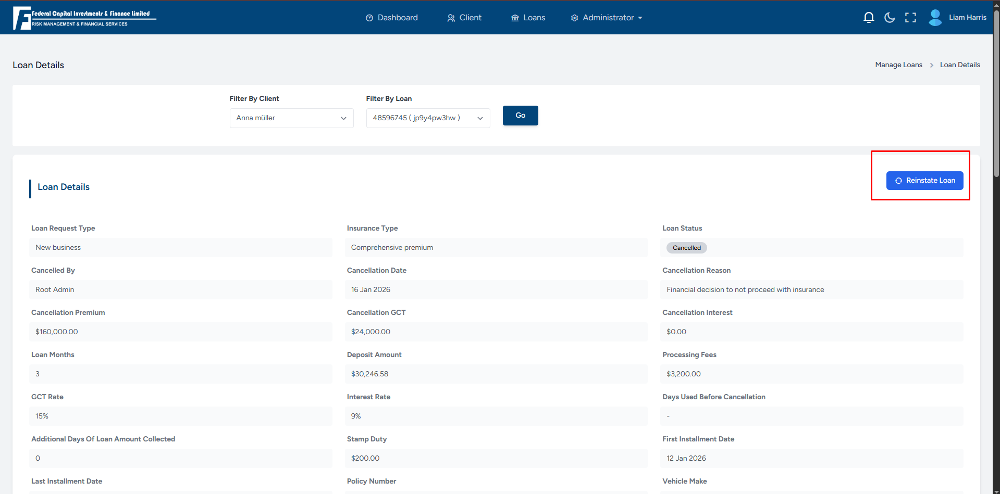 Federal Capital Investments & Finance Limited
RISK MANAGEMENT & FINANCIAL SERVICES
Dashboard Client Loans Administrator
Liam Harris
Loan Details
Manage Loans > Loan Details
Filter By Client Filter By Loan
Anna müller 48596745 ( jp9y4pw3hw ) Go
Loan Details
Reinstate Loan
Loan Request Type Insurance Type Loan Status
New business Comprehensive premium Cancelled
Cancelled By Cancellation Date Cancellation Reason
Root Admin 16 Jan 2026 Financial decision to not proceed with insurance
Cancellation Premium Cancellation GCT Cancellation Interest
$160,000.00 $24,000.00 $0.00
Loan Months Deposit Amount Processing Fees
3 $30,246.58 $3,200.00
GCT Rate Interest Rate Days Used Before Cancellation
15% 9% -
Additional Days Of Loan Amount Collected Stamp Duty First Installment Date
0 $200.00 12 Jan 2026
Last Installment Date Policy Number Vehicle Make